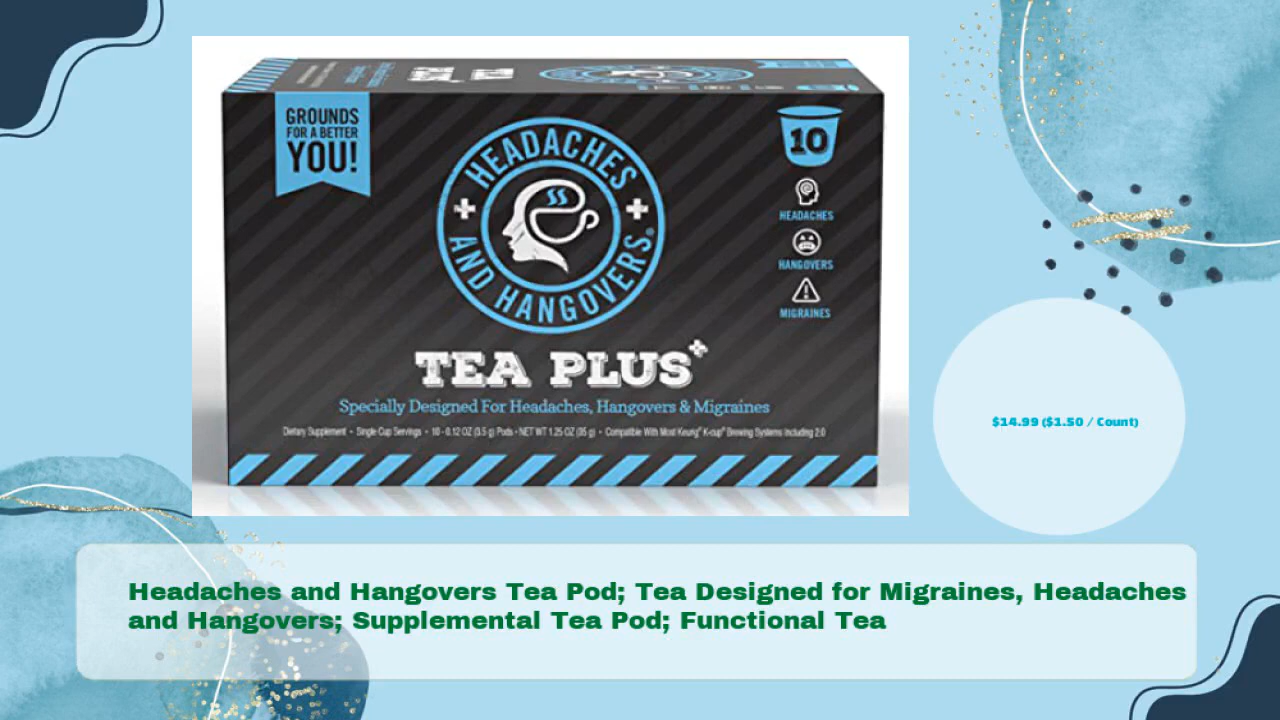 GROUNDS
FOR A BETTER
YOU!
HEADACHES
AND HANGOVERS®
10
HEADACHES
HANGOVERS
MIGRAINES
TEA PLUS+
Specially Designed For Headaches, Hangovers & Migraines
Dietary Supplement • Single Cup Servings • 10 - 0.12 OZ (3.5 g) Pods • NET WT 1.25 OZ (35 g) • Compatible With Most Keurig® K-cup® Brewing Systems Including 2.0
$14.99 ($1.50 / Count)
Headaches and Hangovers Tea Pod; Tea Designed for Migraines, Headaches
and Hangovers; Supplemental Tea Pod; Functional Tea